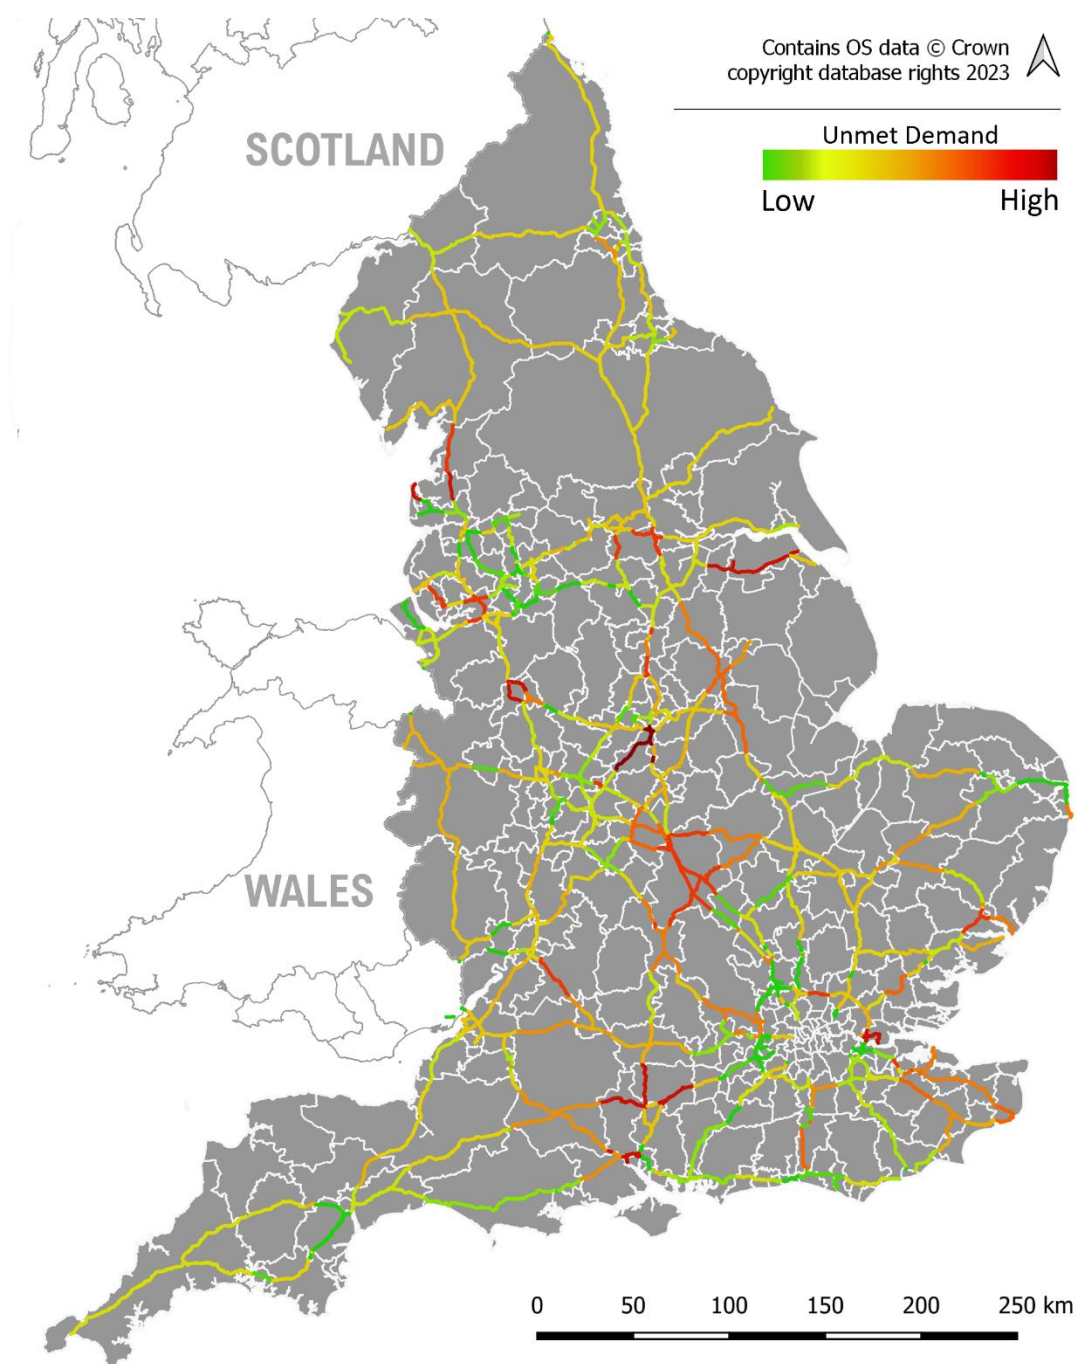 Contains OS data © Crown
copyright database rights 2023
Unmet Demand
Low High
SCOTLAND
WALES
0 50 100 150 200 250 km